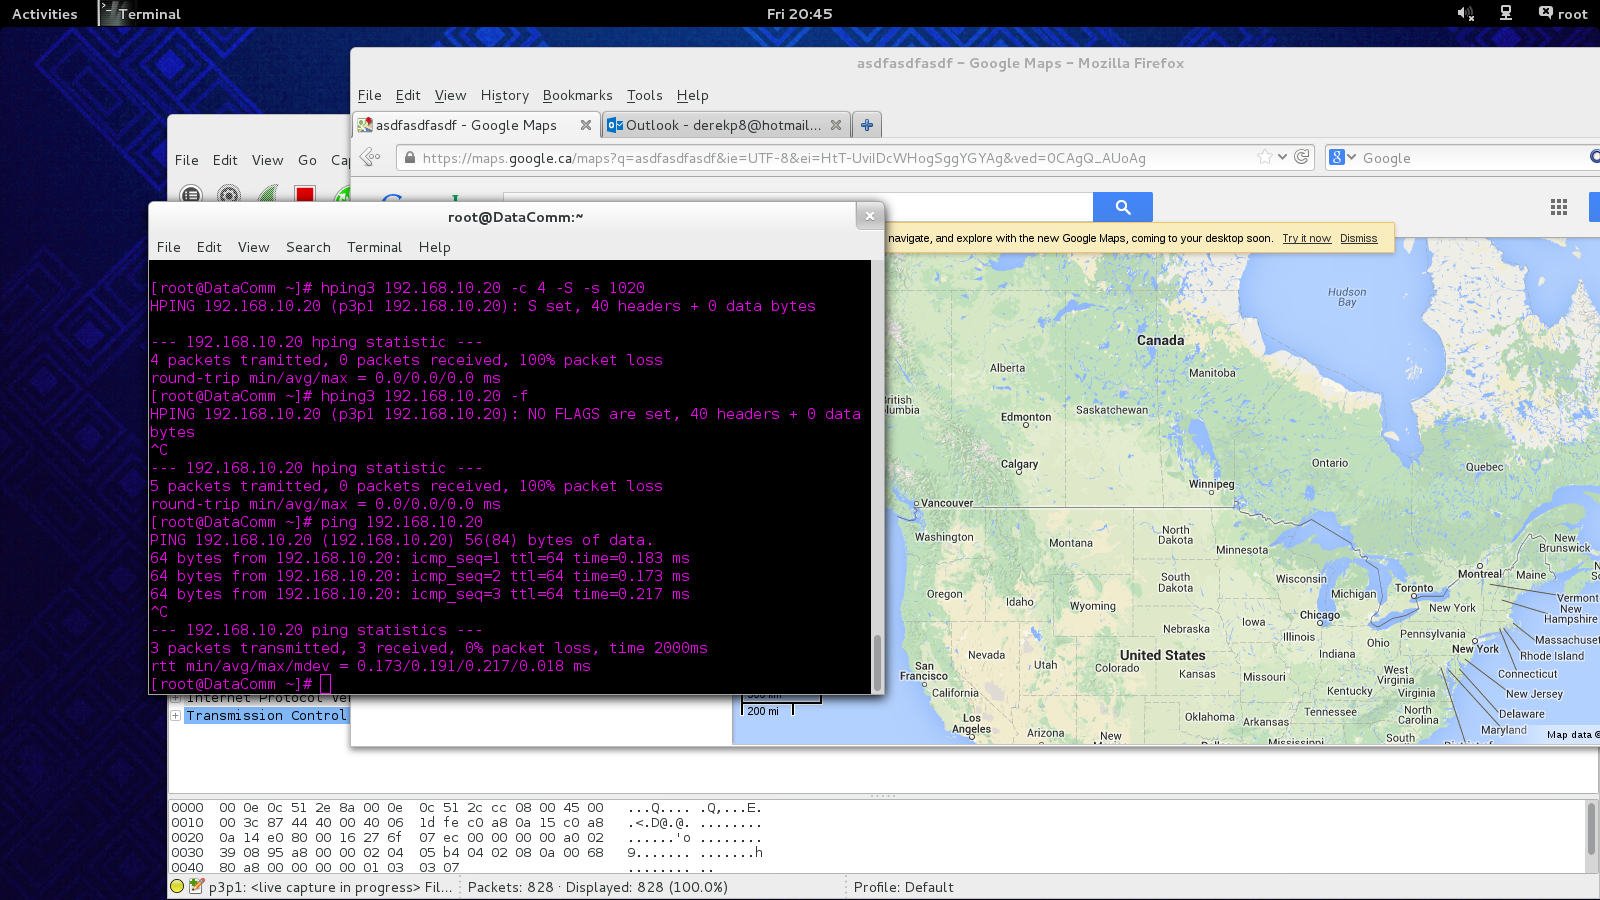 Activities
Terminal
Fri 20:45
root
asdfasdfasdf - Google Maps - Mozilla Firefox
File Edit View History Bookmarks Tools Help
asdfasdfasdf - Google Maps
Outlook - derekp8@hotmail...
https://maps.google.ca/maps?q=asdfasdfasdf&ie=UTF-8&ei=HtT-UviIDcWHogSggYGYAg&ved=0CAgQ_AUoAg
Google
File Edit View Go
navigate, and explore with the new Google Maps, coming to your desktop soon. Try it now Dismiss
root@DataComm:~
File Edit View Search Terminal Help
[root@DataComm ~]# hping3 192.168.10.20 -c 4 -S -s 1020
HPING 192.168.10.20 (p3p1 192.168.10.20): S set, 40 headers + 0 data bytes
--- 192.168.10.20 hping statistic ---
4 packets tramitted, 0 packets received, 100% packet loss
round-trip min/avg/max = 0.0/0.0/0.0 ms
[root@DataComm ~]# hping3 192.168.10.20 -f
HPING 192.168.10.20 (p3p1 192.168.10.20): NO FLAGS are set, 40 headers + 0 data
bytes
^C
--- 192.168.10.20 hping statistic ---
5 packets tramitted, 0 packets received, 100% packet loss
round-trip min/avg/max = 0.0/0.0/0.0 ms
[root@DataComm ~]# ping 192.168.10.20
PING 192.168.10.20 (192.168.10.20) 56(84) bytes of data.
64 bytes from 192.168.10.20: icmp_seq=1 ttl=64 time=0.183 ms
64 bytes from 192.168.10.20: icmp_seq=2 ttl=64 time=0.173 ms
64 bytes from 192.168.10.20: icmp_seq=3 ttl=64 time=0.217 ms
^C
--- 192.168.10.20 ping statistics ---
3 packets transmitted, 3 received, 0% packet loss, time 2000ms
rtt min/avg/max/mdev = 0.173/0.191/0.217/0.018 ms
[root@DataComm ~]#
Hudson
Bay
Canada
Alberta
Manitoba
British
Columbia
Edmonton
Saskatchewan
Calgary
Ontario
Quebec
Winnipeg
Vancouver
Washington
Montana
North
Dakota
Minnesota
New
Brunswick
Montreal
Maine
South
Dakota
Wisconsin
Michigan
Toronto
Vermont
New
Hampshire
Oregon
Idaho
Wyoming
New York
Chicago
Iowa
Nebraska
Illinois
Ohio
Pennsylvania
Massachuset
New York
Rhode Island
Indiana
Nevada
United States
Utah
Colorado
Kansas
Missouri
West
Virginia
Connecticut
San
Francisco
California
Kentucky
Virginia
New Jersey
Delaware
Maryland
200 mi
Los
Angeles
Arizona
New
Oklahoma
Arkansas
Tennessee
North
Carolina
Mississippi
South
District of
Map data ©
Internet Protocol Ve
Transmission Control
0000 00 0e 0c 51 2e 8a 00 0e 0c 51 2c cc 08 00 45 00 ...Q.... .Q,...E.
0010 00 3c 87 44 40 00 40 06 1d fe c0 a8 0a 15 c0 a8 .<.D@.@. ........
0020 0a 14 e0 80 00 16 27 6f 07 ec 00 00 00 00 a0 02 ......'o ........
0030 39 08 95 a8 00 00 02 04 05 b4 04 02 08 0a 00 68 9....... .......h
0040 80 a8 00 00 00 00 01 03 03 07 ........ ..
p3p1: <live capture in progress> Fil...
Packets: 828 · Displayed: 828 (100.0%)
Profile: Default